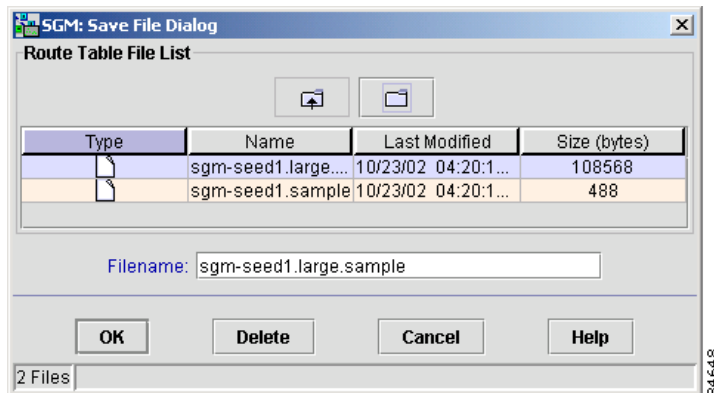 SGM: Save File Dialog
Route Table File List
Type Name Last Modified Size (bytes)
sgm-seed1.large.... 10/23/02 04:20:1... 108568
sgm-seed1.sample 10/23/02 04:20:1... 488
Filename: sgm-seed1.large.sample
OK Delete Cancel Help
2 Files
84648